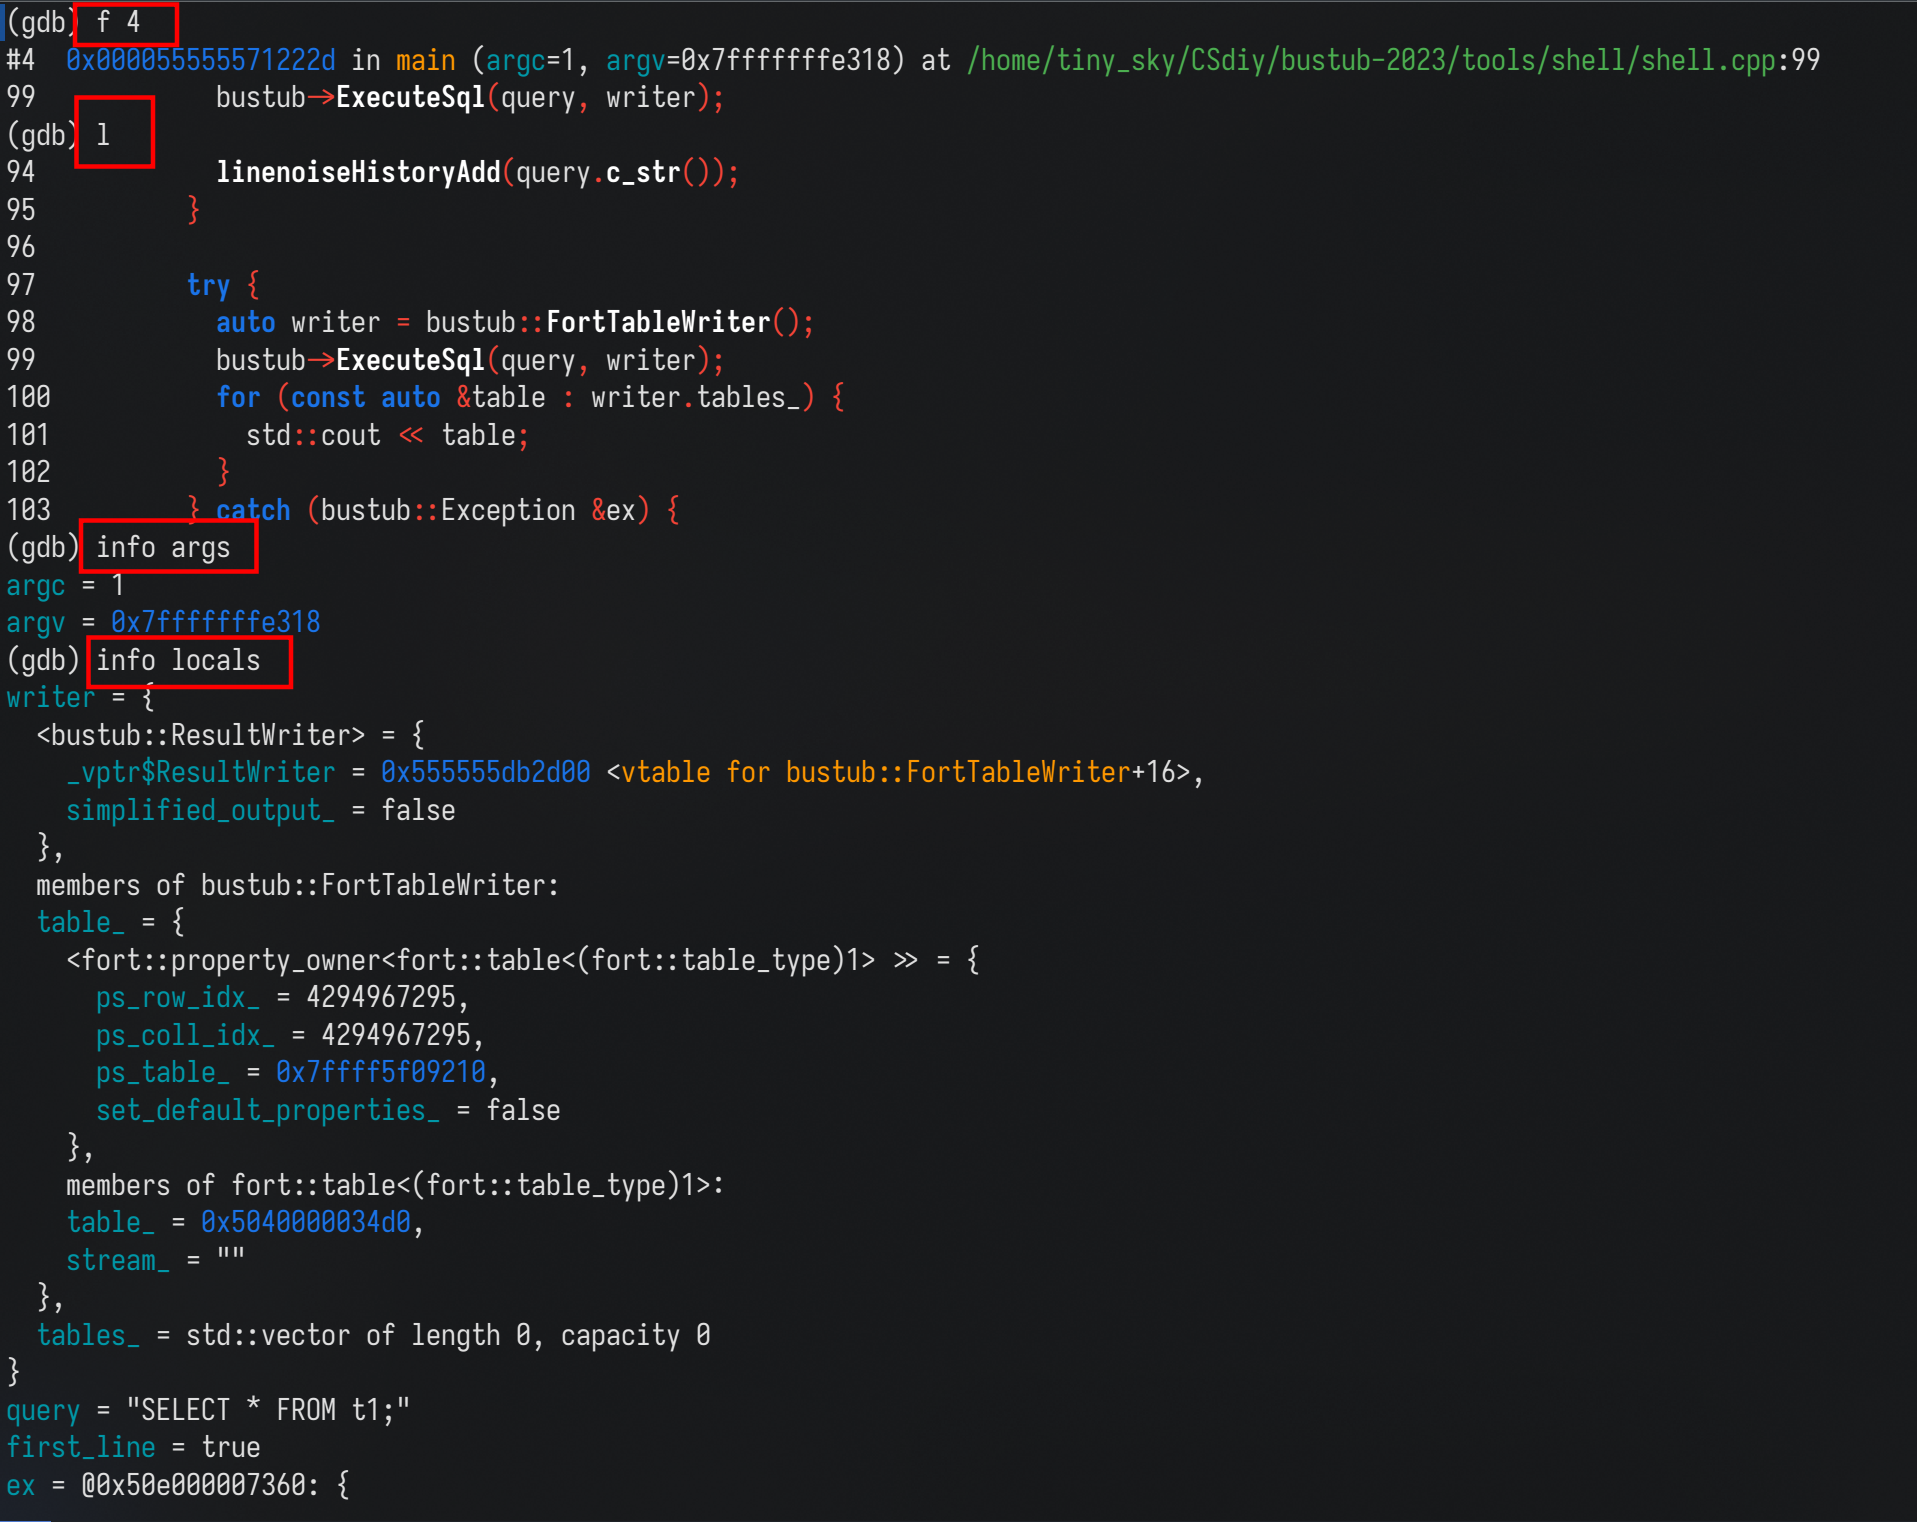 (gdb) f 4
#4  0x000055555571222d in main (argc=1, argv=0x7fffffffe318) at /home/tiny_sky/CSdiy/bustub-2023/tools/shell/shell.cpp:99
99            bustub->ExecuteSql(query, writer);
(gdb) l
94            linenoiseHistoryAdd(query.c_str());
95          }
96
97          try {
98            auto writer = bustub::FortTableWriter();
99            bustub->ExecuteSql(query, writer);
100           for (const auto &table : writer.tables_) {
101             std::cout << table;
102           }
103         } catch (bustub::Exception &ex) {
(gdb) info args
argc = 1
argv = 0x7fffffffe318
(gdb) info locals
writer = {
  <bustub::ResultWriter> = {
    _vptr$ResultWriter = 0x555555db2d00 <vtable for bustub::FortTableWriter+16>,
    simplified_output_ = false
  },
  members of bustub::FortTableWriter:
  table_ = {
    <fort::property_owner<fort::table<(fort::table_type)1> >> = {
      ps_row_idx_ = 4294967295,
      ps_coll_idx_ = 4294967295,
      ps_table_ = 0x7ffff5f09210,
      set_default_properties_ = false
    },
    members of fort::table<(fort::table_type)1>:
    table_ = 0x5040000034d0,
    stream_ = ""
  },
  tables_ = std::vector of length 0, capacity 0
}
query = "SELECT * FROM t1;"
first_line = true
ex = @0x50e000007360: {